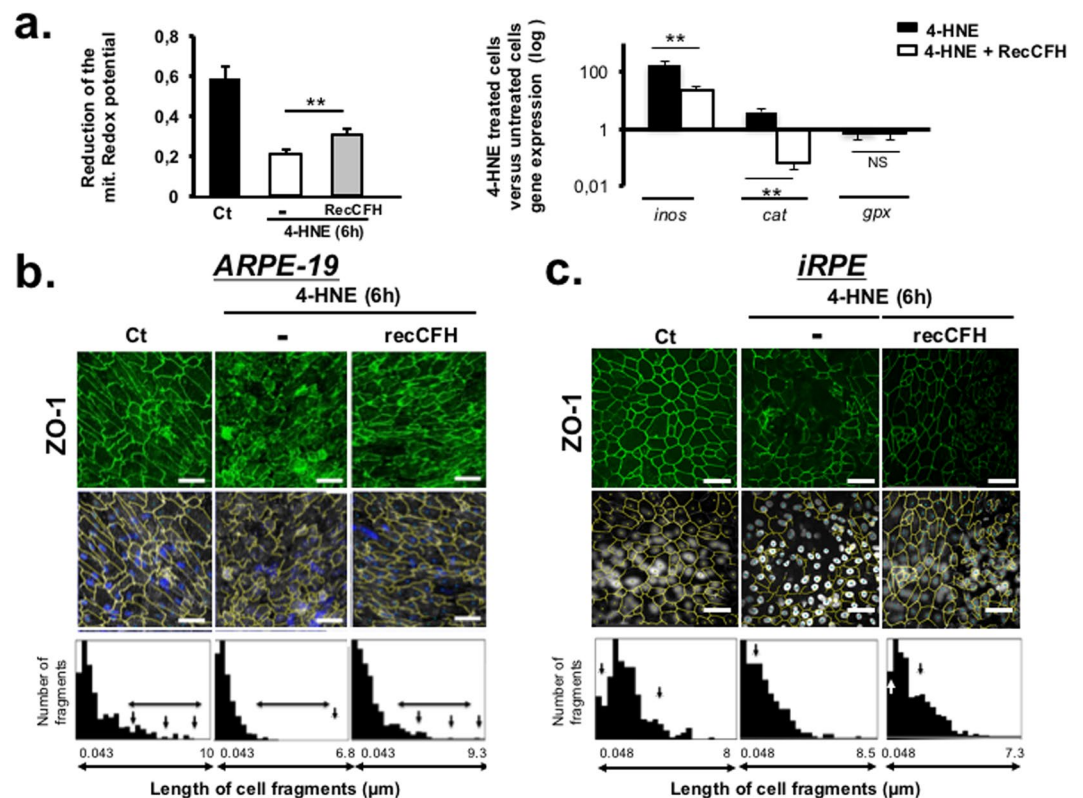 a.
Reduction of the
mit. Redox potential
0,8
0,6
0,4
0,2
0
**
Ct
-
RecCFH
4-HNE (6h)
4-HNE treated cells
versus untreated cells
gene expression (log )
100
1
0,01
**
**
NS
inos
cat
gpx
4-HNE
4-HNE + RecCFH
b.
ARPE-19
4-HNE (6h)
Ct
-
recCFH
ZO-1
Number of
fragments
0.043
10
0.043
6.8
0.043
9.3
Length of cell fragments (µm)
c.
iRPE
4-HNE (6h)
Ct
-
recCFH
ZO-1
Number of
fragments
0.048
8
0.048
8.5
0.048
7.3
Length of cell fragments (µm)